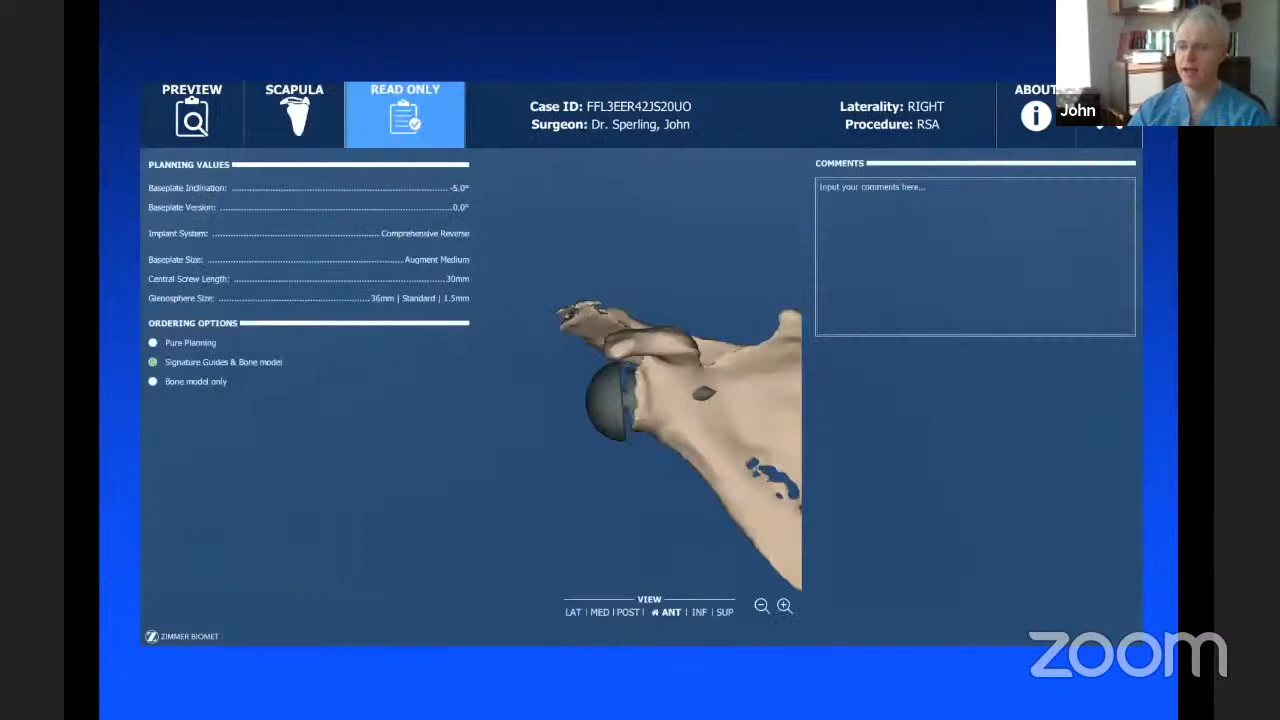 PREVIEW
SCAPULA
READ ONLY
Case ID: FFL3EER42JS20UO
Surgeon: Dr. Sperling, John
Laterality: RIGHT
Procedure: RSA
ABOUT
John
PLANNING VALUES
Baseplate Inclination: -5.0°
Baseplate Version: 0.0°
Implant System: Comprehensive Reverse
Baseplate Size: Augment Medium
Central Screw Length: 30mm
Glenosphere Size: 36mm | Standard | 1.5mm
ORDERING OPTIONS
Pure Planning
Signature Guides & Bone model
Bone model only
COMMENTS
Input your comments here...
VIEW
LAT | MED | POST | ANT | INF | SUP
ZIMMER BIOMET
zoom